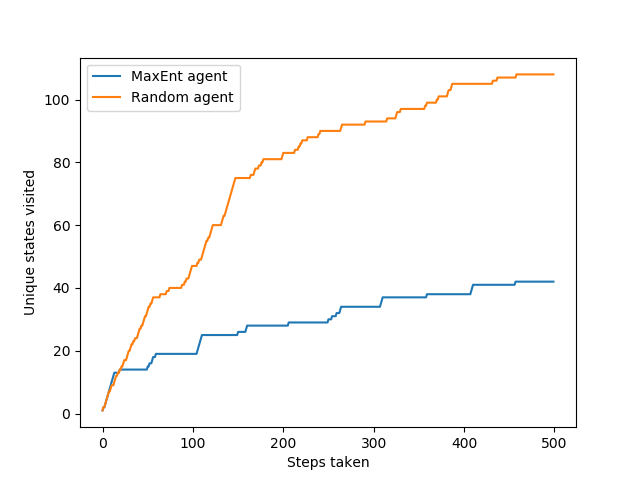 MaxEnt agent
Random agent
100
80
60
40
20
0
Unique states visited
0 100 200 300 400 500
Steps taken